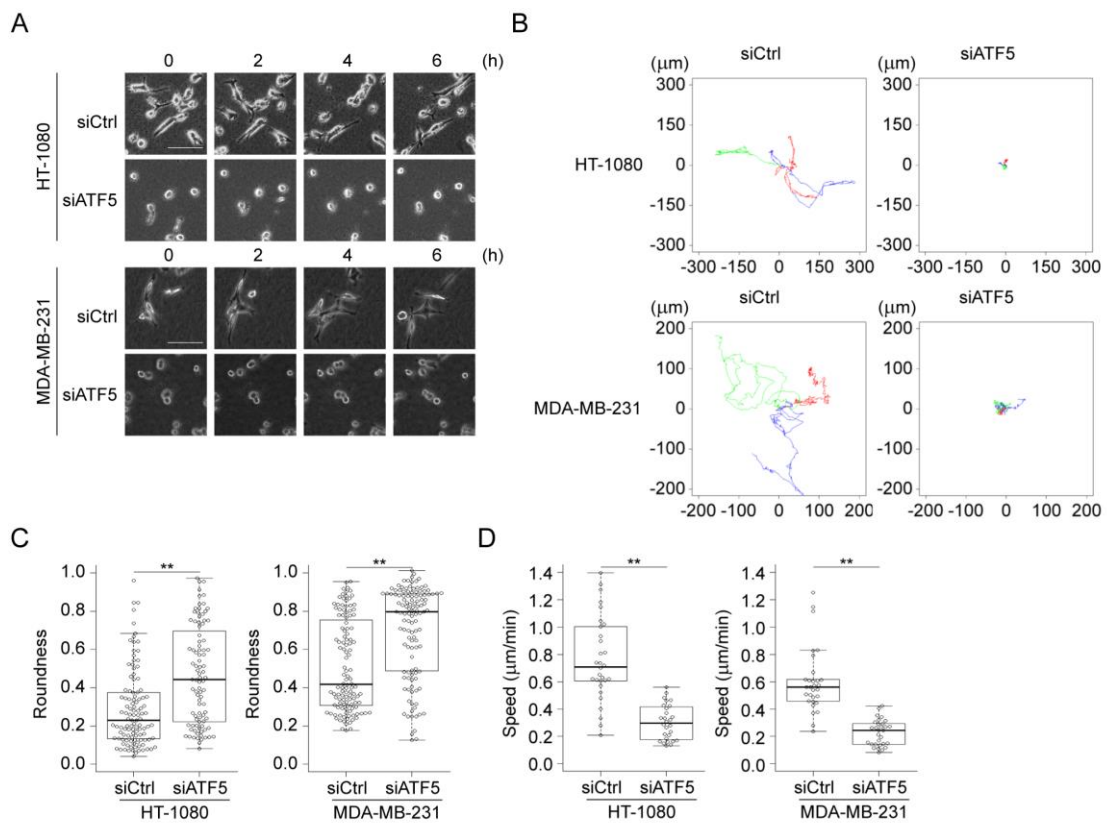 A
0 2 4 6 (h)
HT-1080
siCtrl
siATF5
0 2 4 6 (h)
MDA-MB-231
siCtrl
siATF5
B
siCtrl siATF5
(μm) (μm)
HT-1080
300 300
150 150
0 0
-150 -150
-300 -300
-300 -150 0 150 300 -300 -150 0 150 300
siCtrl siATF5
(μm) (μm)
MDA-MB-231
200 200
100 100
0 0
-100 -100
-200 -200
-200 -100 0 100 200 -200 -100 0 100 200
C
Roundness
1.0
0.8
0.6
0.4
0.2
0.0
**
siCtrl siATF5
HT-1080
Roundness
1.0
0.8
0.6
0.4
0.2
0.0
**
siCtrl siATF5
MDA-MB-231
D
Speed (μm/min)
1.4
1.2
1.0
0.8
0.6
0.4
0.2
0.0
**
siCtrl siATF5
HT-1080
Speed (μm/min)
1.4
1.2
1.0
0.8
0.6
0.4
0.2
0.0
**
siCtrl siATF5
MDA-MB-231